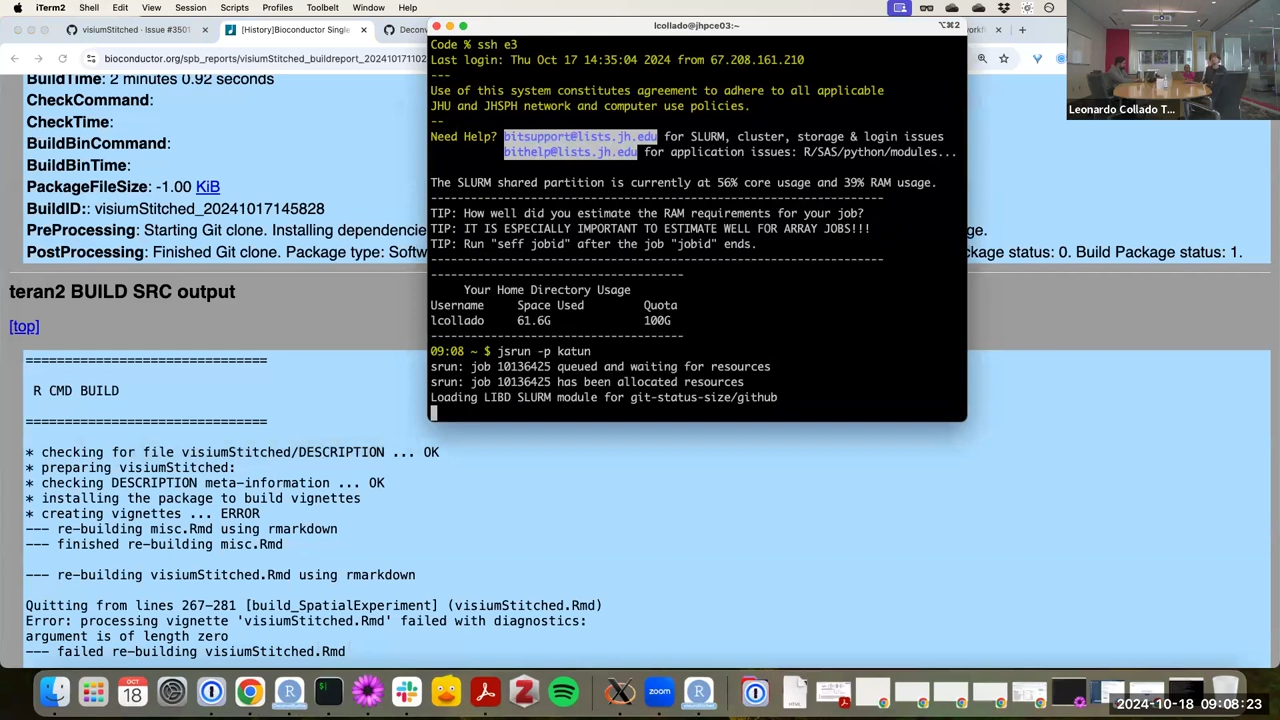 iTerm2 Shell Edit View Session Scripts Profiles Toolbelt Window Help
visiumStitched · Issue #3501
[History]Bioconductor Single
Deconv
bioconductor.org/spb_reports/visiumStitched_buildreport_202410171102
lcollado@jhpce03:~
⌥⌘2
Leonardo Collado T...
BuildTime: 2 minutes 0.92 seconds
CheckCommand:
CheckTime:
BuildBinCommand:
BuildBinTime:
PackageFileSize: -1.00 KiB
BuildID:: visiumStitched_20241017145828
PreProcessing: Starting Git clone. Installing dependencie
ge.
PostProcessing: Finished Git clone. Package type: Softw
ckage status: 0. Build Package status: 1.
Code % ssh e3
Last login: Thu Oct 17 14:35:04 2024 from 67.208.161.210
---
Use of this system constitutes agreement to adhere to all applicable
JHU and JHSPH network and computer use policies.
--
Need Help? bitsupport@lists.jh.edu for SLURM, cluster, storage & login issues
bithelp@lists.jh.edu for application issues: R/SAS/python/modules...
The SLURM shared partition is currently at 56% core usage and 39% RAM usage.
---------------------------------------------------------------------------
TIP: How well did you estimate the RAM requirements for your job?
TIP: IT IS ESPECIALLY IMPORTANT TO ESTIMATE WELL FOR ARRAY JOBS!!!
TIP: Run "seff jobid" after the job "jobid" ends.
---------------------------------------------------------------------------
---------------------------------
Your Home Directory Usage
Username Space Used Quota
lcollado 61.6G 100G
---------------------------------
09:08 ~ $ jsrun -p katun
srun: job 10136425 queued and waiting for resources
srun: job 10136425 has been allocated resources
Loading LIBD SLURM module for git-status-size/github
teran2 BUILD SRC output
[top]
==============================
R CMD BUILD
==============================
* checking for file visiumStitched/DESCRIPTION ... OK
* preparing visiumStitched:
* checking DESCRIPTION meta-information ... OK
* installing the package to build vignettes
* creating vignettes ... ERROR
--- re-building misc.Rmd using rmarkdown
--- finished re-building misc.Rmd
--- re-building visiumStitched.Rmd using rmarkdown
Quitting from lines 267-281 [build_SpatialExperiment] (visiumStitched.Rmd)
Error: processing vignette 'visiumStitched.Rmd' failed with diagnostics:
argument is of length zero
--- failed re-building visiumStitched.Rmd
OCT
18
zoom
2024-10-18 09:08:23